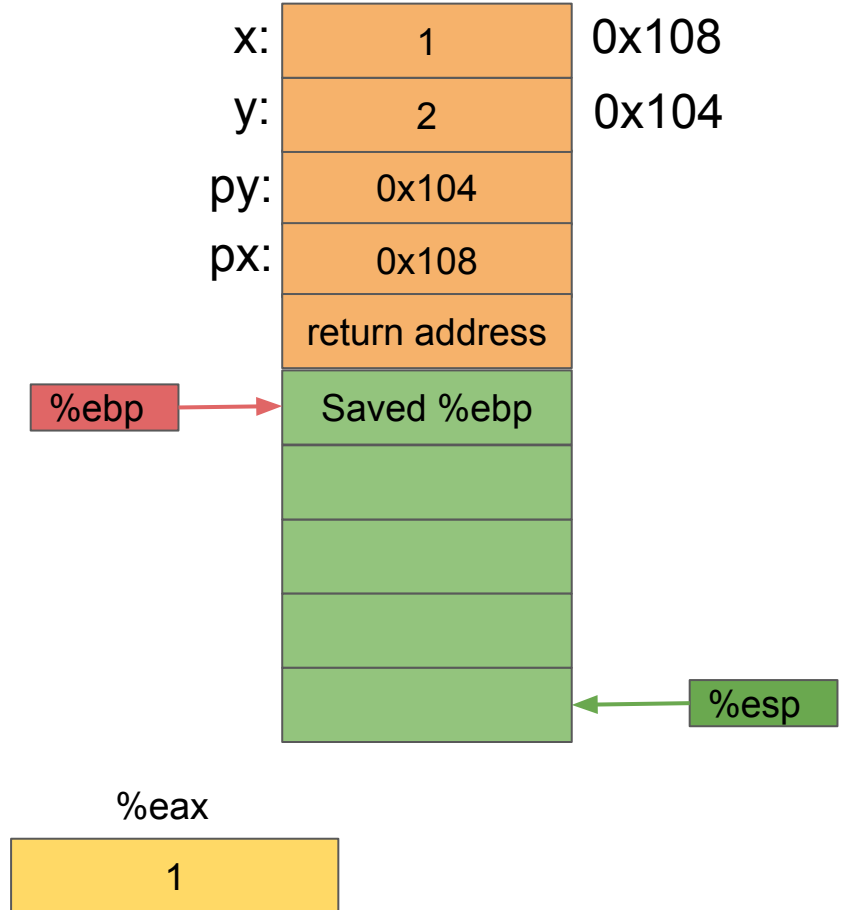 x: 1 0x108
y: 2 0x104
py: 0x104
px: 0x108
return address
%ebp Saved %ebp
%esp
%eax
1